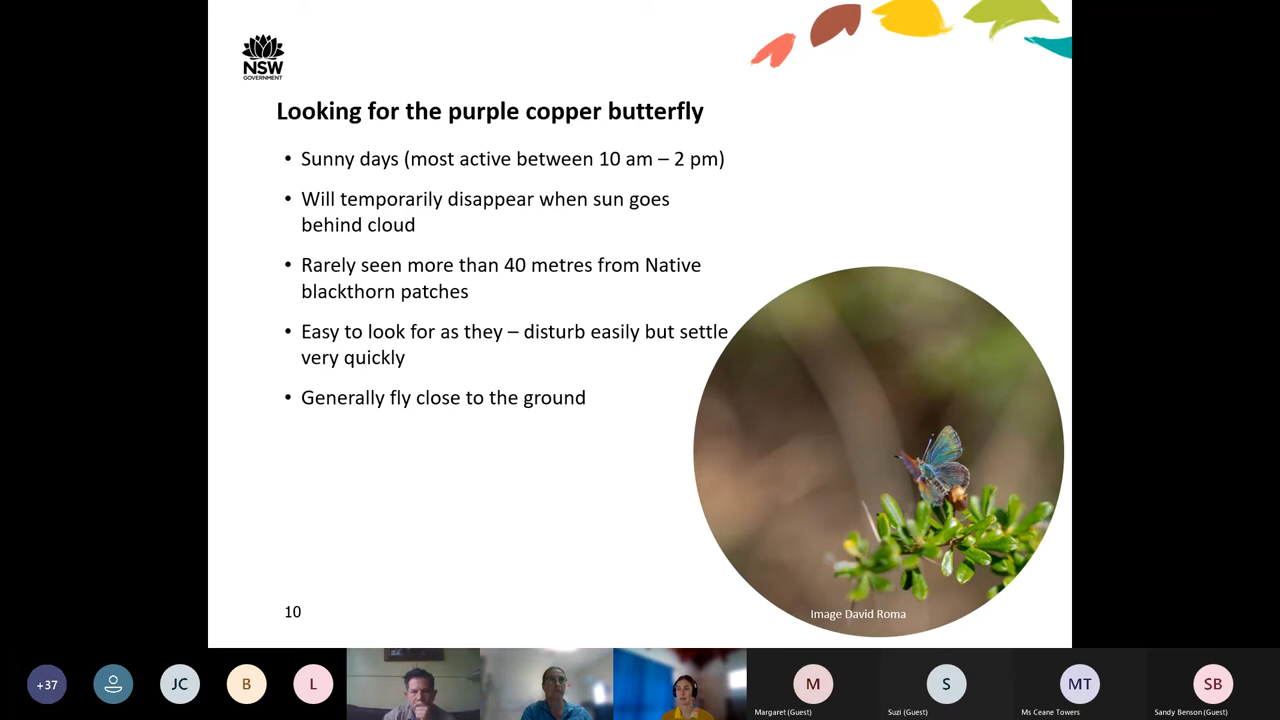 NSW
GOVERNMENT
Looking for the purple copper butterfly
• Sunny days (most active between 10 am – 2 pm)
• Will temporarily disappear when sun goes
behind cloud
• Rarely seen more than 40 metres from Native
blackthorn patches
• Easy to look for as they – disturb easily but settle
very quickly
• Generally fly close to the ground
10
Image David Roma
+37
JC
B
L
M
S
MT
SB
Margaret (Guest)
Suzi (Guest)
Ms Ceane Towers
Sandy Benson (Guest)